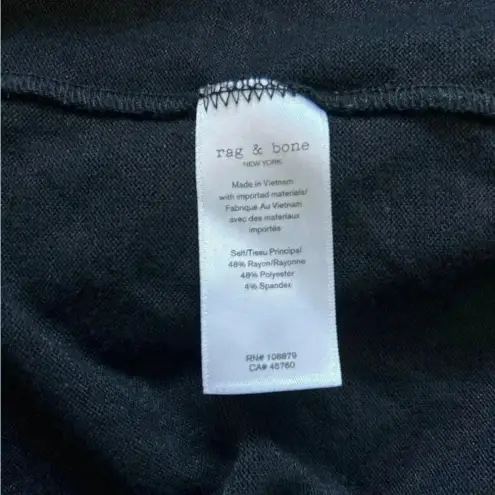 rag & bone
NEW YORK
Made in Vietnam
with imported materiels/
Fabriqué Au Vietnam
avec des materiaux
importés
Self/Tissu Principal
48% Rayon/Rayonne
48% Polyester
4% Spandex
RN# 108879
CA# 45760